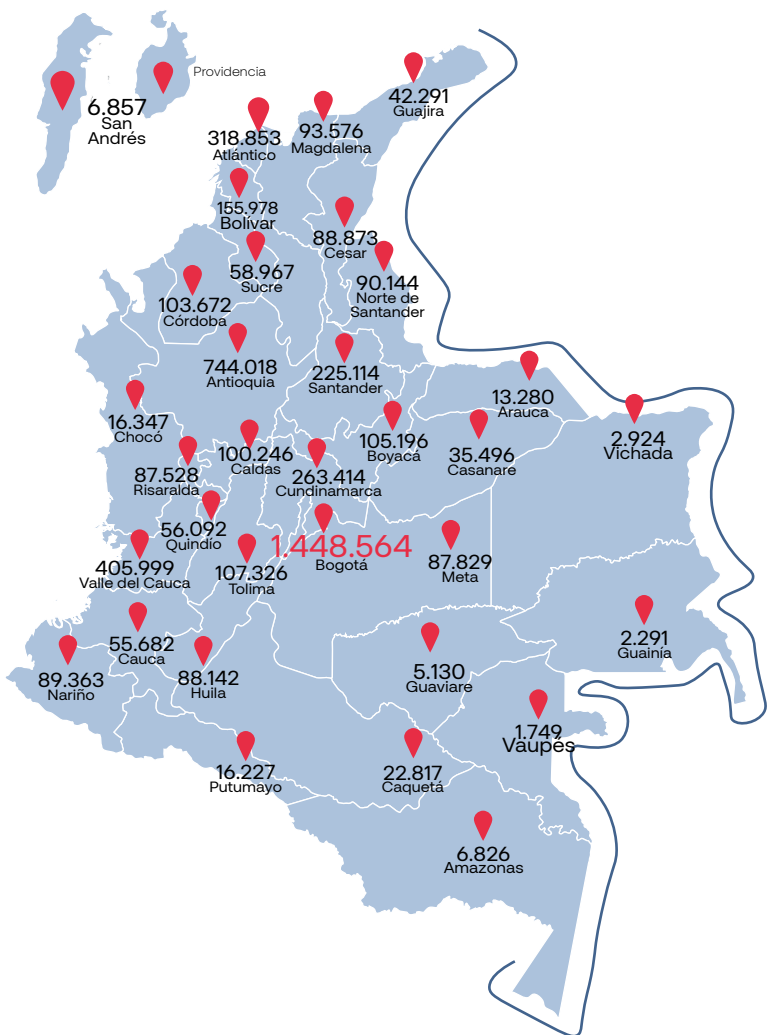 Providencia
6.857
San
Andrés
42.291
Guajira
318.853
Atlántico
93.576
Magdalena
155.978
Bolívar
88.873
Cesar
58.967
Sucre
90.144
Norte de
Santander
103.672
Córdoba
744.018
Antioquia
225.114
Santander
13.280
Arauca
16.347
Chocó
2.924
Vichada
100.246
Caldas
105.196
Boyacá
35.496
Casanare
87.528
Risaralda
263.414
Cundinamarca
56.092
Quindío
1.448.564
Bogotá
87.829
Meta
405.999
Valle del Cauca
107.326
Tolima
55.682
Cauca
2.291
Guainía
89.363
Nariño
88.142
Huila
5.130
Guaviare
1.749
Vaupés
16.227
Putumayo
22.817
Caquetá
6.826
Amazonas